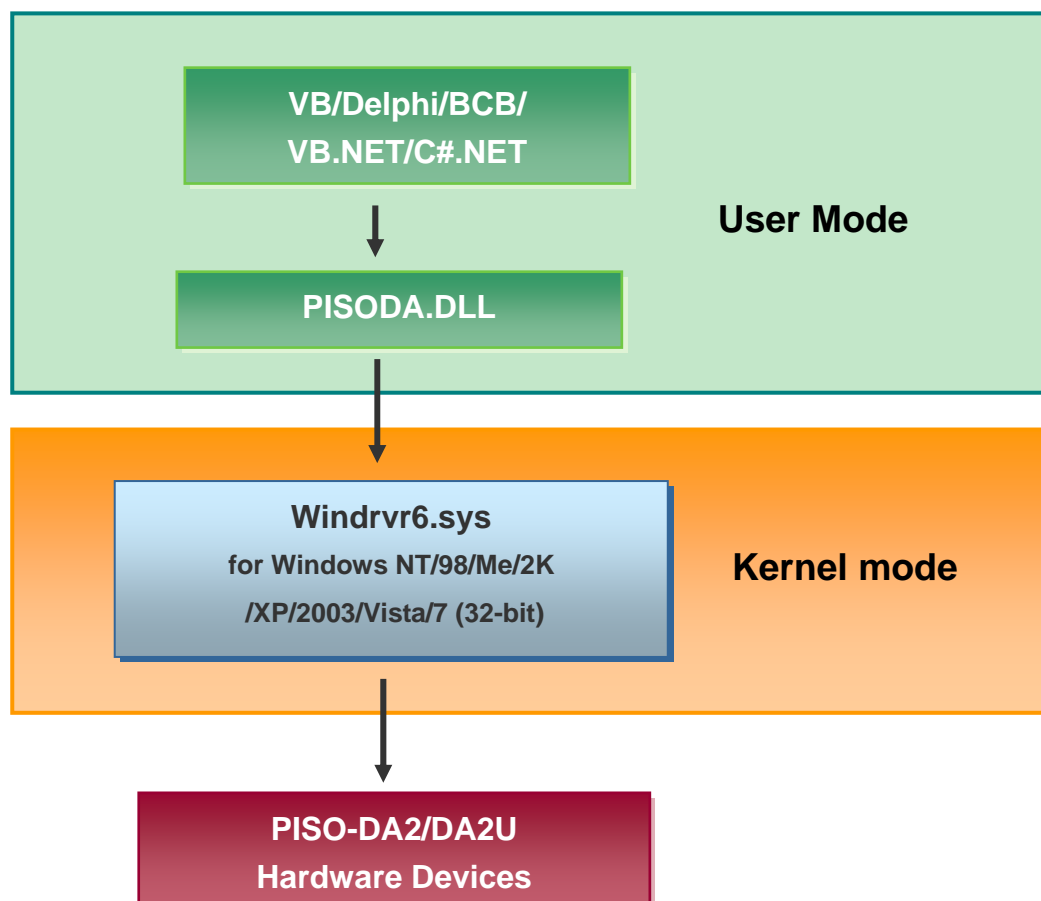 VB/Delphi/BCB/
VB.NET/C#.NET
User Mode
PISODA.DLL
Windrvr6.sys
for Windows NT/98/Me/2K
/XP/2003/Vista/7 (32-bit)
Kernel mode
PISO-DA2/DA2U
Hardware Devices